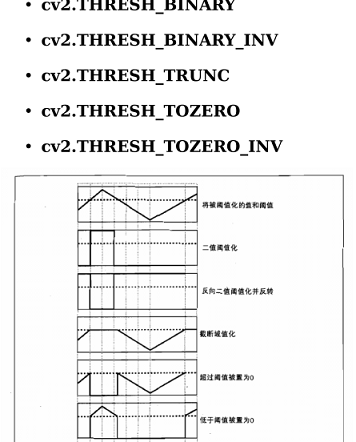 • cv2.THRESH_BINARY
• cv2.THRESH_BINARY_INV
• cv2.THRESH_TRUNC
• cv2.THRESH_TOZERO
• cv2.THRESH_TOZERO_INV
将被阈值化的值和阈值
二值阈值化
反向二值阈值化并反转
截断域值化
超过阈值被置为0
低于阈值被置为0